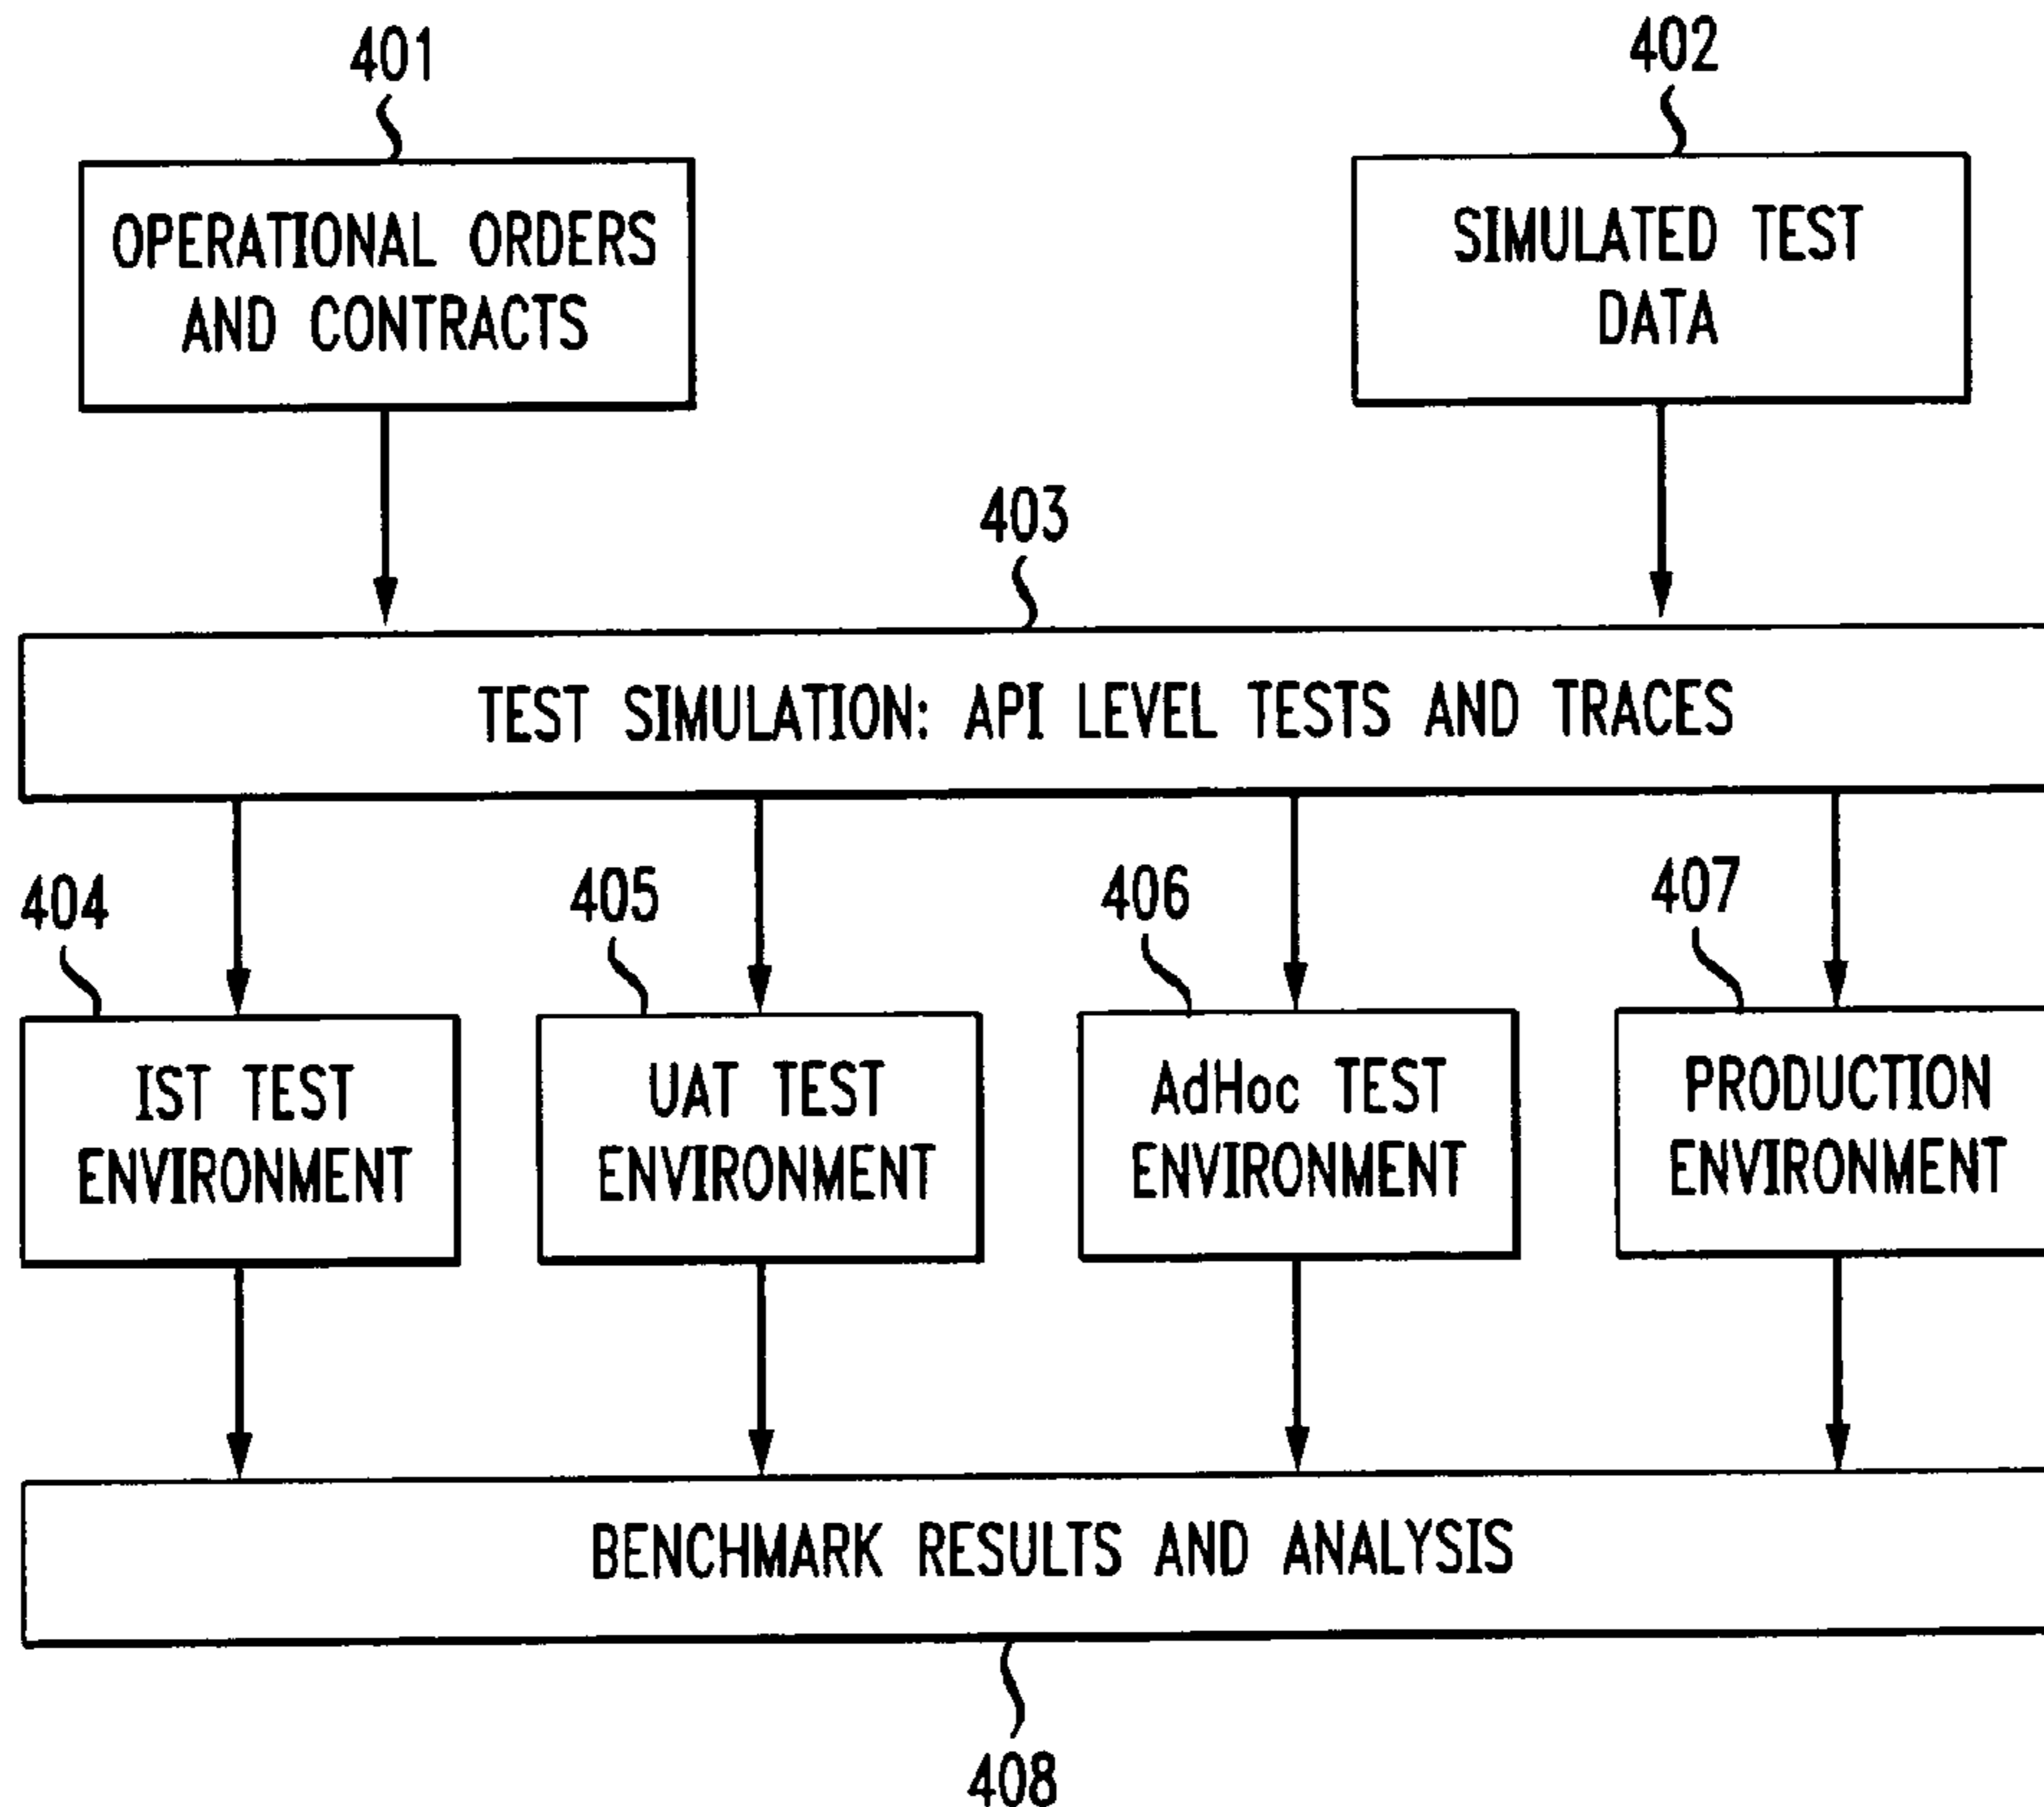 401
402
OPERATIONAL ORDERS
AND CONTRACTS
SIMULATED TEST
DATA
403
TEST SIMULATION: API LEVEL TESTS AND TRACES
404
405
406
407
IST TEST
ENVIRONMENT
UAT TEST
ENVIRONMENT
AdHoc TEST
ENVIRONMENT
PRODUCTION
ENVIRONMENT
BENCHMARK RESULTS AND ANALYSIS
408